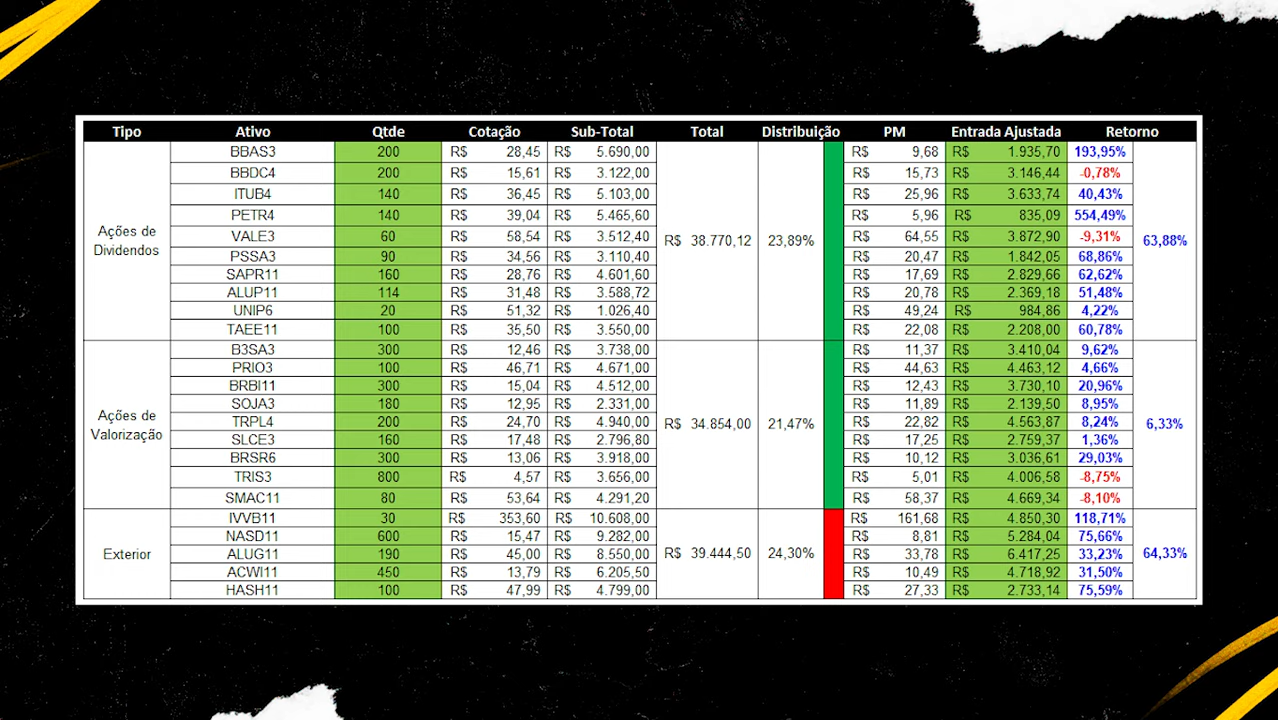 Tipo Ativo Qtde Cotação Sub-Total Total Distribuição PM Entrada Ajustada Retorno
Ações de Dividendos R$ 38.770,12 23,89% 63,88%
BBAS3 200 R$ 28,45 R$ 5.690,00 R$ 9,68 R$ 1.935,70 193,95%
BBDC4 200 R$ 15,61 R$ 3.122,00 R$ 15,73 R$ 3.146,44 -0,78%
ITUB4 140 R$ 36,45 R$ 5.103,00 R$ 25,96 R$ 3.633,74 40,43%
PETR4 140 R$ 39,04 R$ 5.465,60 R$ 5,96 R$ 835,09 554,49%
VALE3 60 R$ 58,54 R$ 3.512,40 R$ 64,55 R$ 3.872,90 -9,31%
PSSA3 90 R$ 34,56 R$ 3.110,40 R$ 20,47 R$ 1.842,05 68,86%
SAPR11 160 R$ 28,76 R$ 4.601,60 R$ 17,69 R$ 2.829,66 62,62%
ALUP11 114 R$ 31,48 R$ 3.588,72 R$ 20,78 R$ 2.369,18 51,48%
UNIP6 20 R$ 51,32 R$ 1.026,40 R$ 49,24 R$ 984,86 4,22%
TAEE11 100 R$ 35,50 R$ 3.550,00 R$ 22,08 R$ 2.208,00 60,78%
Ações de Valorização R$ 34.854,00 21,47% 6,33%
B3SA3 300 R$ 12,46 R$ 3.738,00 R$ 11,37 R$ 3.410,04 9,62%
PRIO3 100 R$ 46,71 R$ 4.671,00 R$ 44,63 R$ 4.463,12 4,66%
BRBI11 300 R$ 15,04 R$ 4.512,00 R$ 12,43 R$ 3.730,10 20,96%
SOJA3 180 R$ 12,95 R$ 2.331,00 R$ 11,89 R$ 2.139,50 8,95%
TRPL4 200 R$ 24,70 R$ 4.940,00 R$ 22,82 R$ 4.563,87 8,24%
SLCE3 160 R$ 17,48 R$ 2.796,80 R$ 17,25 R$ 2.759,37 1,36%
BRSR6 300 R$ 13,06 R$ 3.918,00 R$ 10,12 R$ 3.036,61 29,03%
TRIS3 800 R$ 4,57 R$ 3.656,00 R$ 5,01 R$ 4.006,58 -8,75%
SMAC11 80 R$ 53,64 R$ 4.291,20 R$ 58,37 R$ 4.669,34 -8,10%
Exterior R$ 39.444,50 24,30% 64,33%
IVVB11 30 R$ 353,60 R$ 10.608,00 R$ 161,68 R$ 4.850,30 118,71%
NASD11 600 R$ 15,47 R$ 9.282,00 R$ 8,81 R$ 5.284,04 75,66%
ALUG11 190 R$ 45,00 R$ 8.550,00 R$ 33,78 R$ 6.417,25 33,23%
ACWI11 450 R$ 13,79 R$ 6.205,50 R$ 10,49 R$ 4.718,92 31,50%
HASH11 100 R$ 47,99 R$ 4.799,00 R$ 27,33 R$ 2.733,14 75,59%